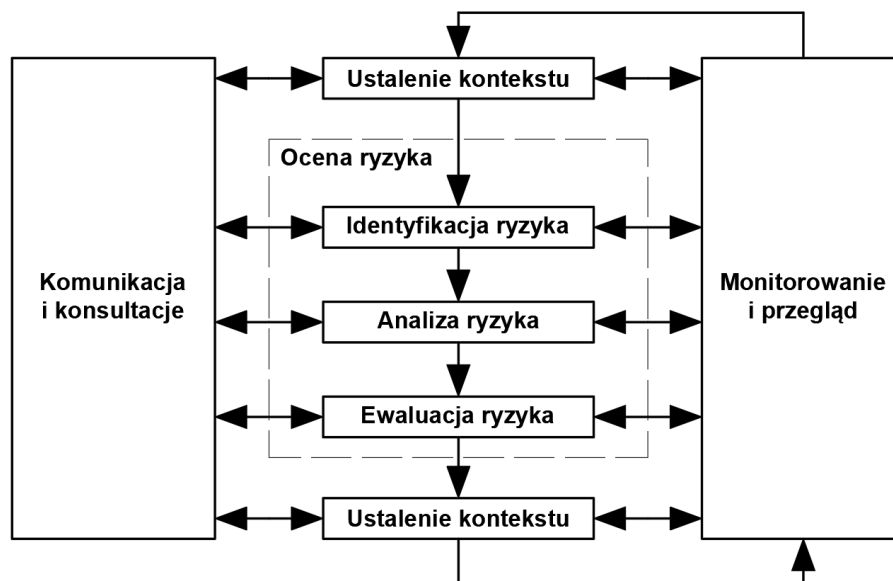 Ustalenie kontekstu
Ocena ryzyka
Identyfikacja ryzyka
Komunikacja
i konsultacje
Monitorowanie
i przegląd
Analiza ryzyka
Ewaluacja ryzyka
Ustalenie kontekstu